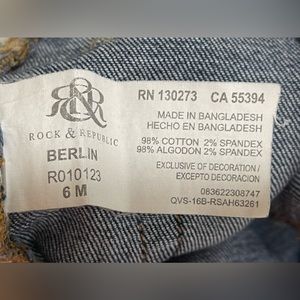 RR
ROCK & REPUBLIC
BERLIN
R010123
6 M
RN 130273 CA 55394
MADE IN BANGLADESH
HECHO EN BANGLADESH
98% COTTON 2% SPANDEX
98% ALGODON 2% SPANDEX
EXCLUSIVE OF DECORATION /
EXCEPTO DECORACION
083622308747
QVS-16B-RSAH63261